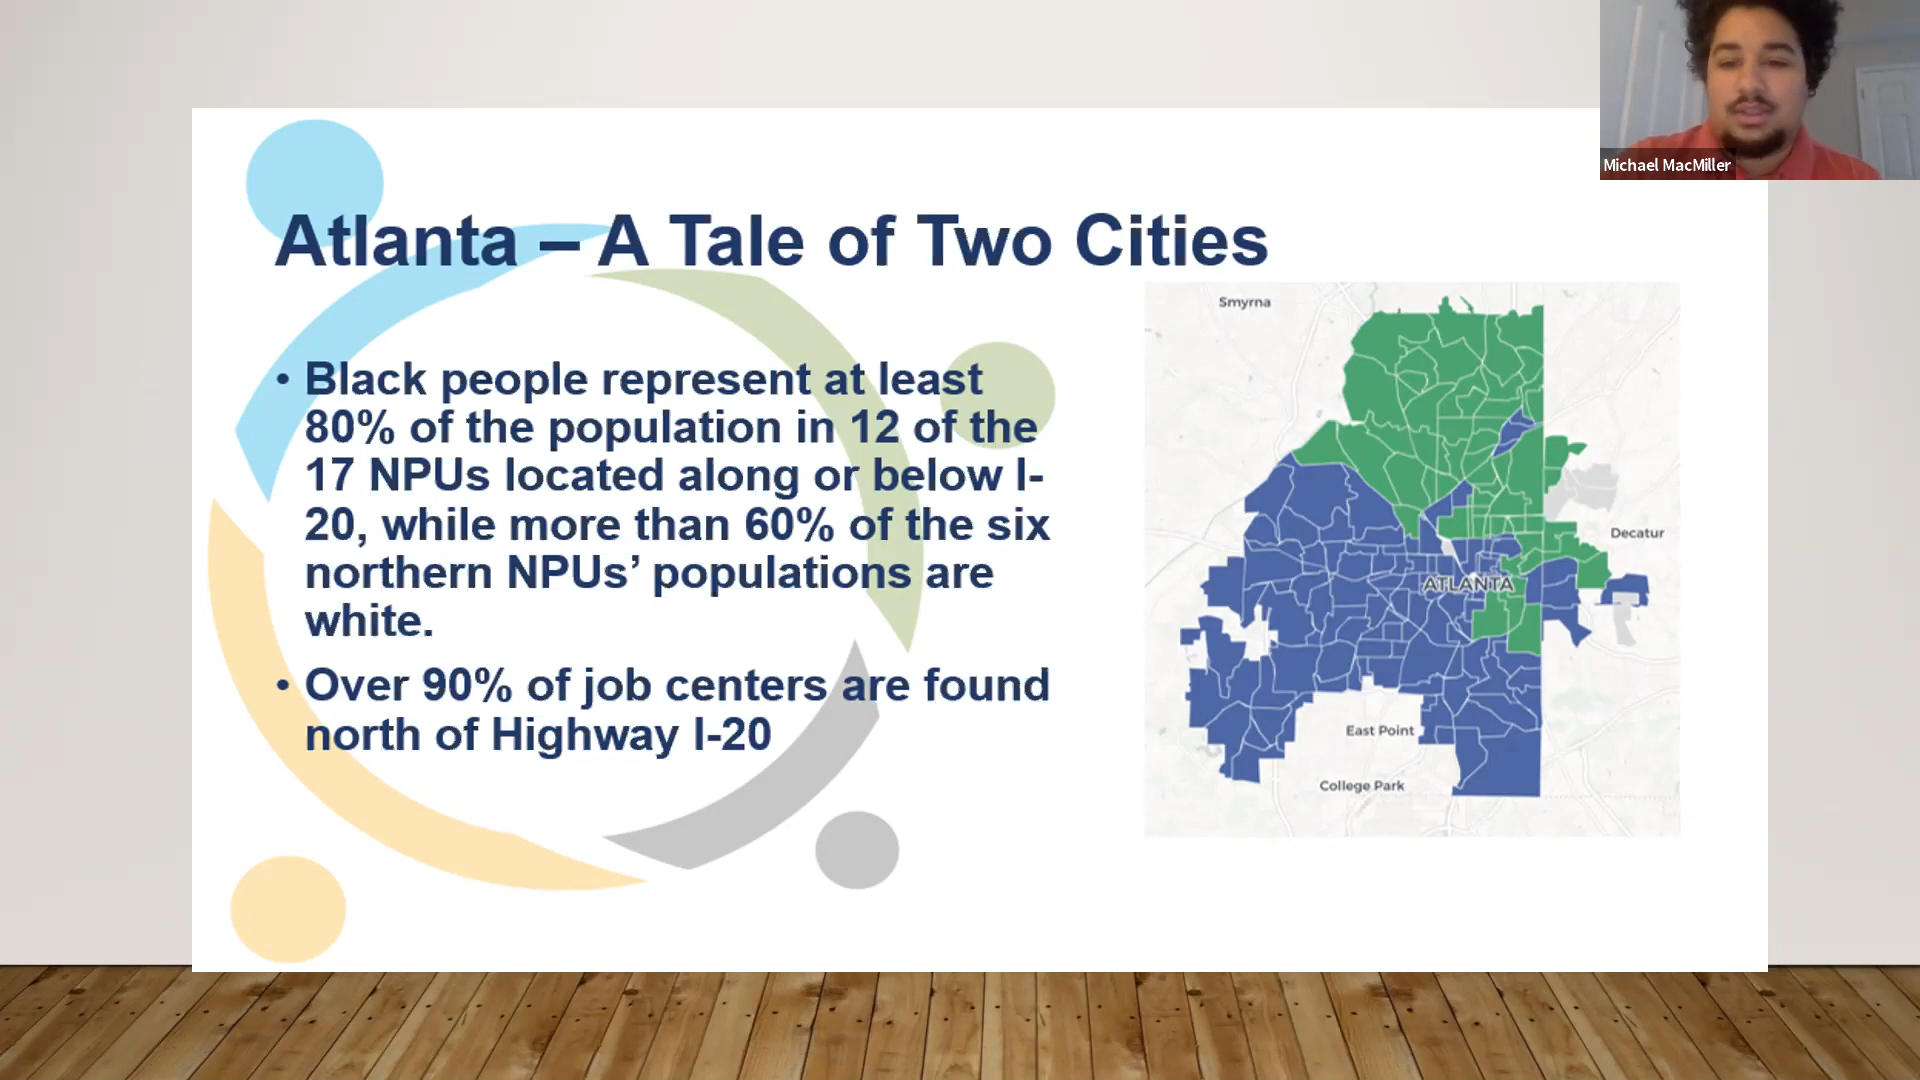 Michael MacMiller
Atlanta – A Tale of Two Cities
• Black people represent at least
80% of the population in 12 of the
17 NPUs located along or below I-
20, while more than 60% of the six
northern NPUs’ populations are
white.
• Over 90% of job centers are found
north of Highway I-20
Smyrna
Decatur
ATLANTA
East Point
College Park